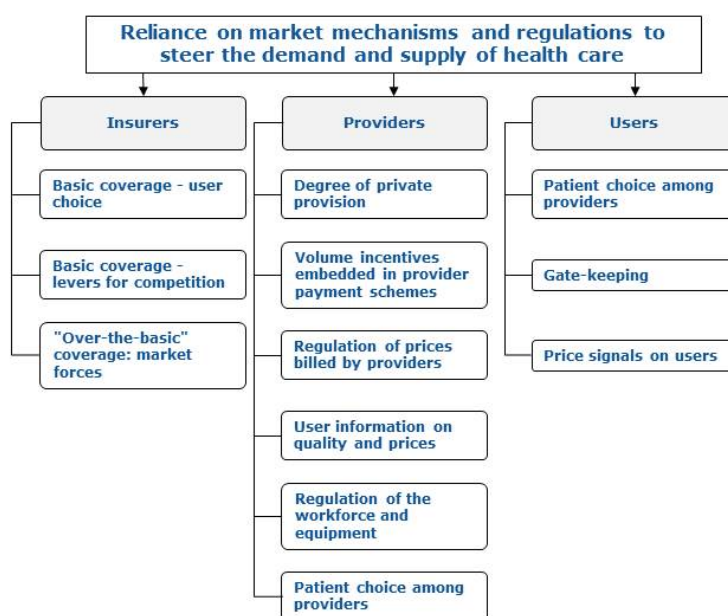 Reliance on market mechanisms and regulations to
steer the demand and supply of health care
Insurers
Basic coverage - user
choice
Basic coverage -
levers for competition
"Over-the-basic"
coverage: market
forces
Providers
Degree of private
provision
Volume incentives
embedded in provider
payment schemes
Regulation of prices
billed by providers
User information on
quality and prices
Regulation of the
workforce and
equipment
Patient choice among
providers
Users
Patient choice among
providers
Gate-keeping
Price signals on users